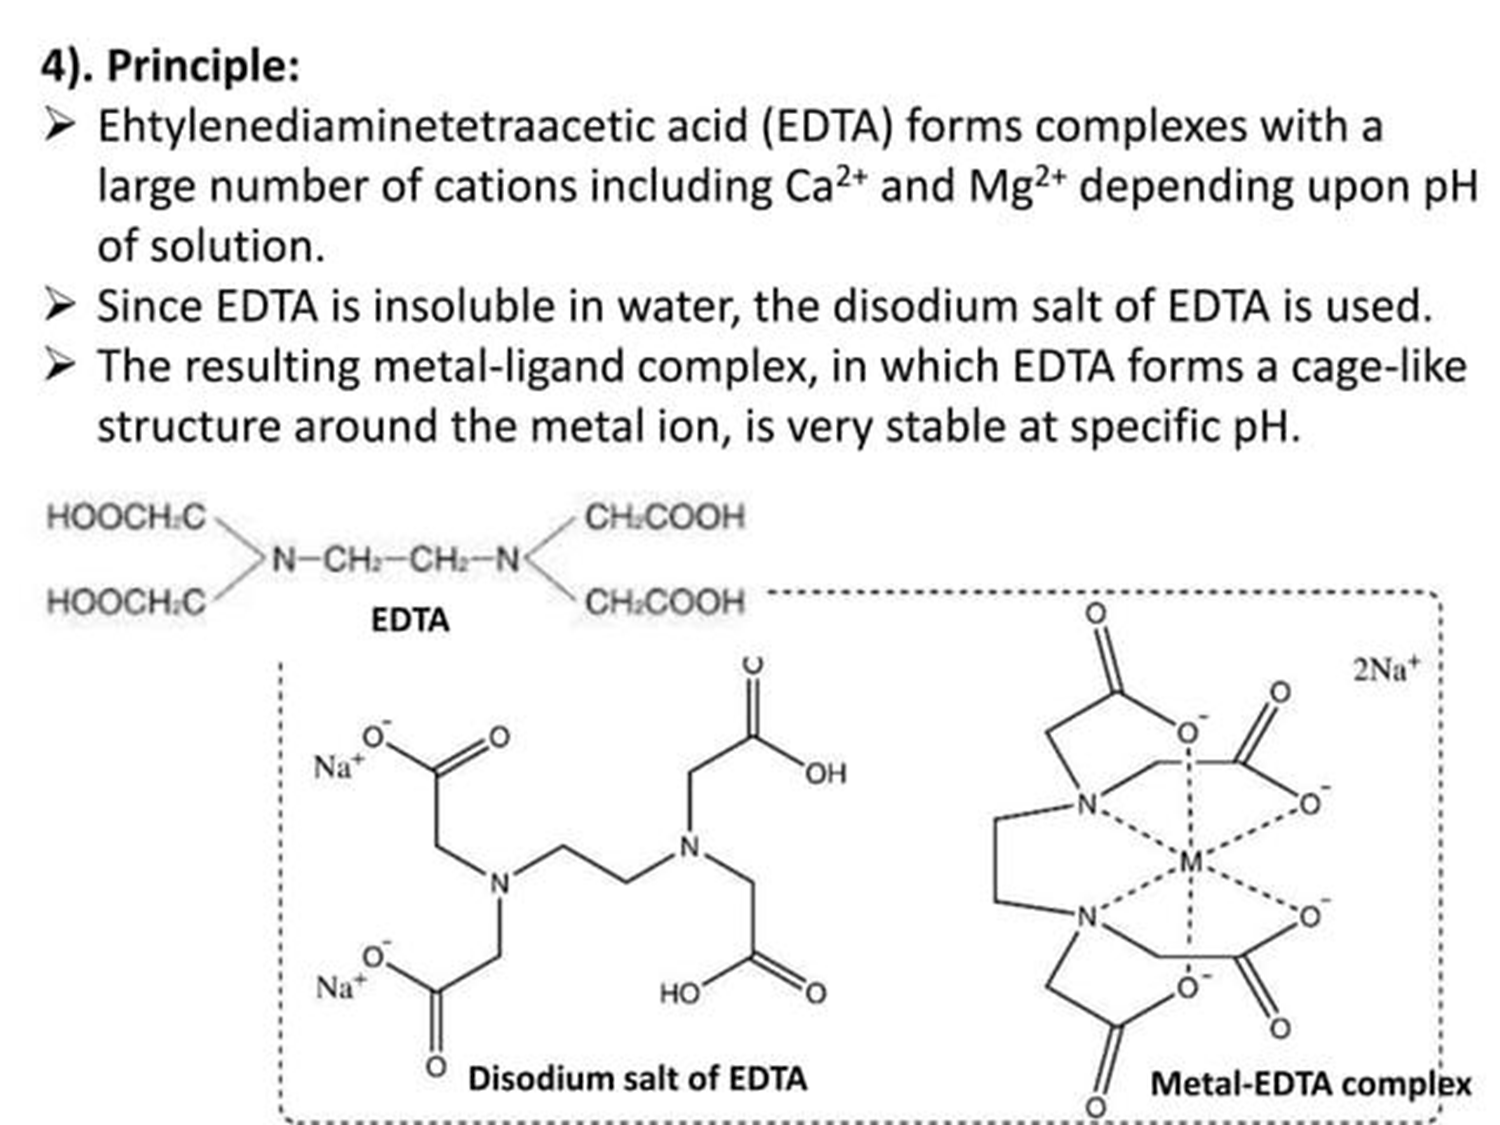 4). Principle:
➢ Ehtylenediaminetetraacetic acid (EDTA) forms complexes with a
large number of cations including Ca²⁺ and Mg²⁺ depending upon pH
of solution.
➢ Since EDTA is insoluble in water, the disodium salt of EDTA is used.
➢ The resulting metal-ligand complex, in which EDTA forms a cage-like
structure around the metal ion, is very stable at specific pH.
HOOCH₂C CH₂COOH
N–CH₂–CH₂–N
HOOCH₂C CH₂COOH
EDTA
O
O⁻ O
Na⁺
OH
N
N
O⁻
Na⁺
HO O
O
Disodium salt of EDTA
O
2Na⁺
O
O⁻
N O⁻
M
N O⁻
O⁻
O
O
Metal-EDTA complex